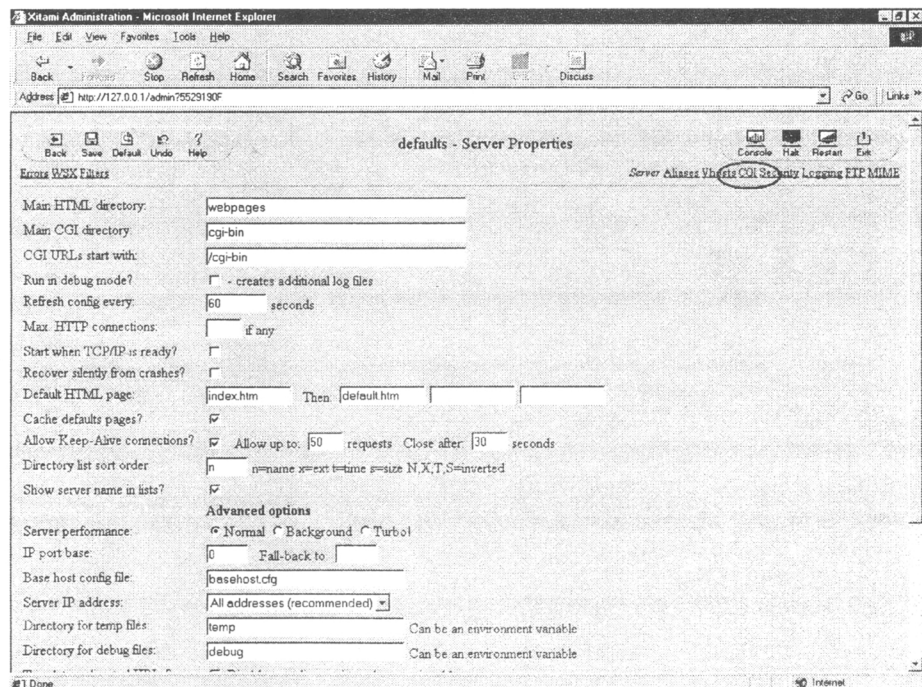 Xitami Administration - Microsoft Internet Explorer
File Edit View Favorites Tools Help
Back Forward Stop Refresh Home Search Favorites History Mail Print Edit Discuss
Address http://127.0.0.1/admin?5529190F Go Links »
Back Save Default Undo Help
defaults - Server Properties
Console Halt Restart Exit
Errors WSX Filters
Server Aliases Vhosts CGI Security Logging FTP MIME
Main HTML directory: webpages
Main CGI directory: cgi-bin
CGI URLs start with: /cgi-bin
Run in debug mode? - creates additional log files
Refresh config every: 60 seconds
Max. HTTP connections: if any
Start when TCP/IP is ready?
Recover silently from crashes?
Default HTML page: index.htm Then: default.htm
Cache defaults pages?
Allow Keep-Alive connections? Allow up to: 50 requests Close after: 30 seconds
Directory list sort order n n=name x=ext t=time s=size N,X,T,S=inverted
Show server name in lists?
Advanced options
Server performance: Normal Background Turbo!
IP port base: 0 Fall-back to
Base host config file: basehost.cfg
Server IP address: All addresses (recommended)
Directory for temp files: temp Can be an environment variable
Directory for debug files: debug Can be an environment variable
Done Internet